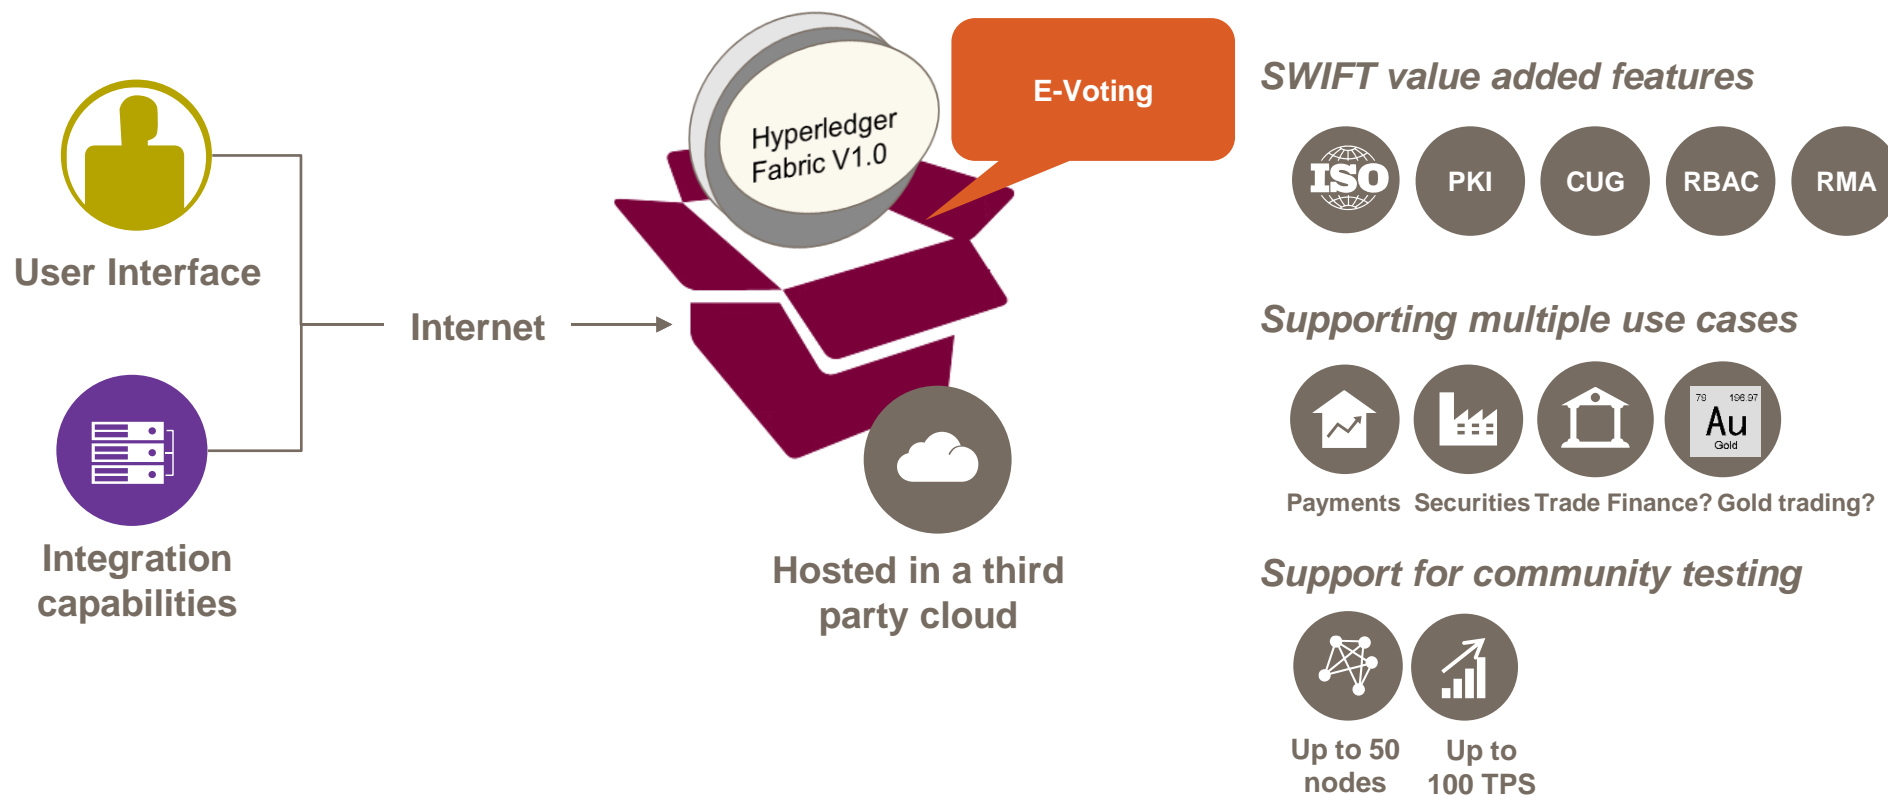 User Interface
Integration
capabilities
Internet
Hyperledger
Fabric V1.0
E-Voting
Hosted in a third
party cloud
SWIFT value added features
ISO
PKI
CUG
RBAC
RMA
Supporting multiple use cases
79 196.97
Au
Gold
Payments
Securities
Trade Finance?
Gold trading?
Support for community testing
Up to 50
nodes
Up to
100 TPS